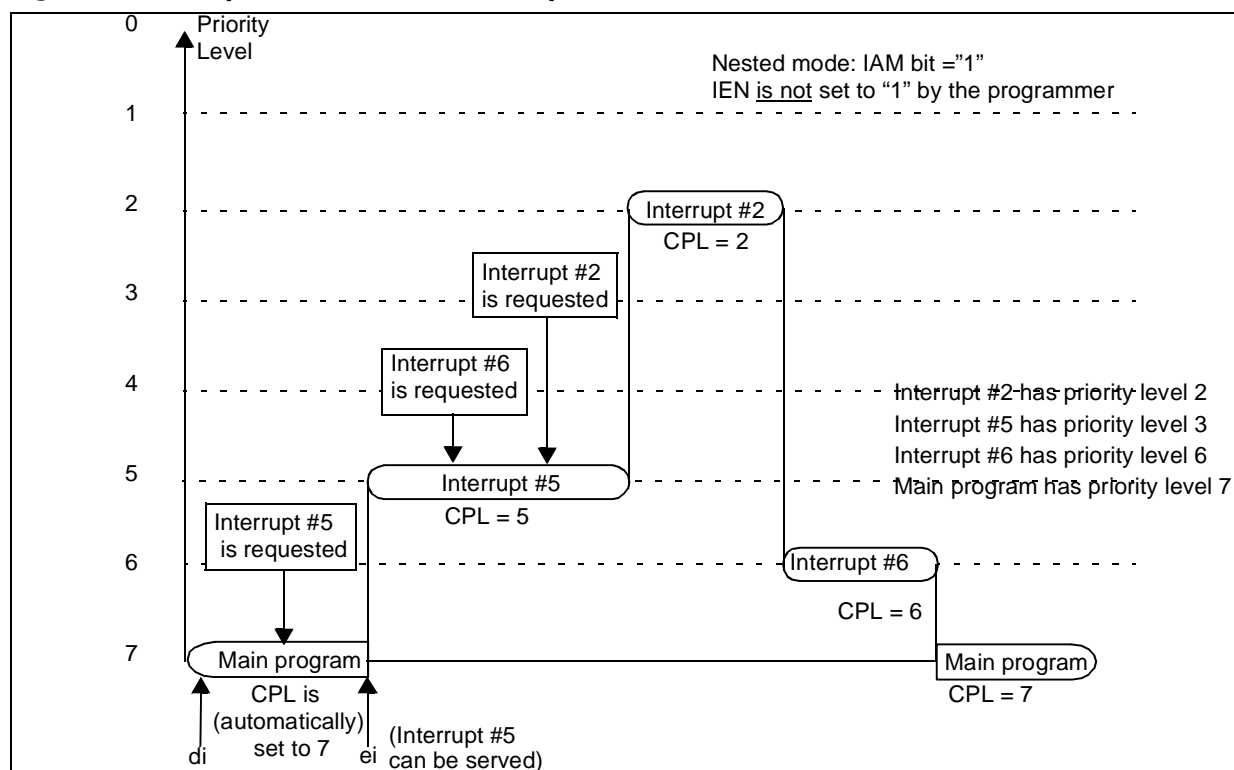 0 Priority
Level
Nested mode: IAM bit ="1"
IEN is not set to “1” by the programmer
1
2
Interrupt #2
CPL = 2
Interrupt #2
is requested
3
Interrupt #6
is requested
4
Interrupt #2 has priority level 2
Interrupt #5 has priority level 3
Interrupt #6 has priority level 6
Main program has priority level 7
5
Interrupt #5
CPL = 5
Interrupt #5
is requested
6
Interrupt #6
CPL = 6
7
Main program
Main program
CPL is
(automatically)
set to 7
CPL = 7
di
ei
(Interrupt #5
can be served)